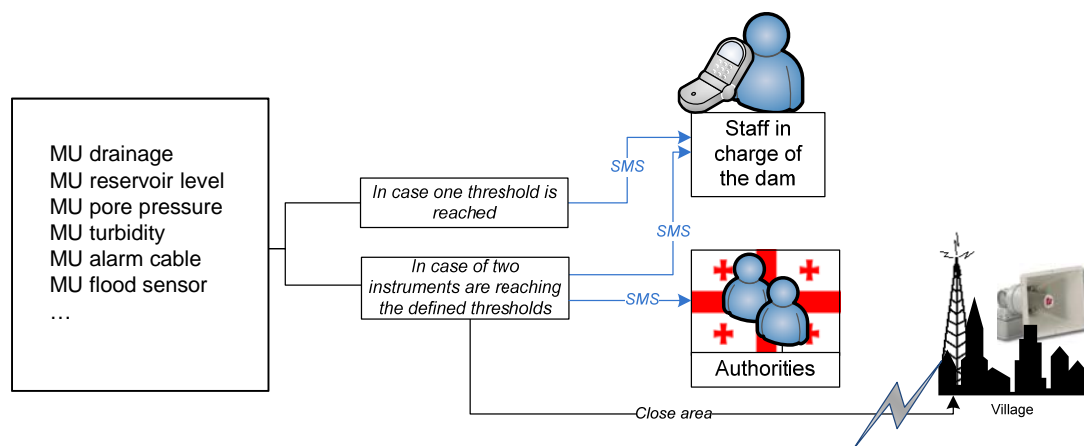 MU drainage
MU reservoir level
MU pore pressure
MU turbidity
MU alarm cable
MU flood sensor
…
In case one threshold is
reached
In case of two
instruments are reaching
the defined thresholds
SMS
SMS
SMS
Staff in
charge of
the dam
Authorities
Close area
Village